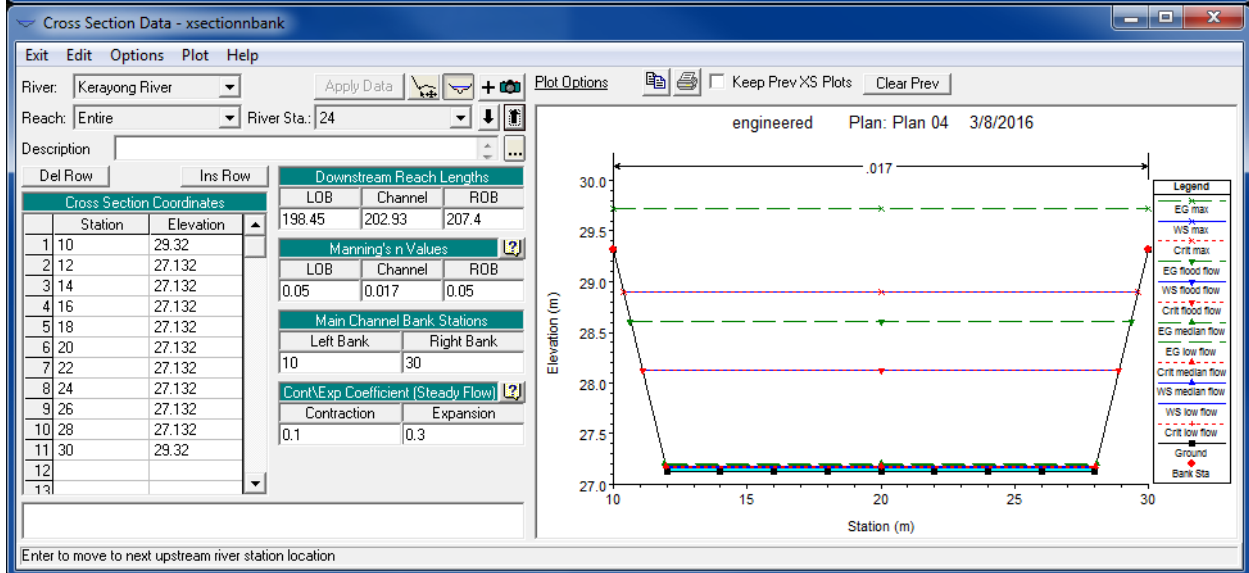 Cross Section Data - xsectionnbank
Exit Edit Options Plot Help
River: Kerayong River Apply Data Plot Options Keep Prev XS Plots Clear Prev
Reach: Entire River Sta.: 24
Description ...
Del Row Ins Row
Cross Section Coordinates
Station Elevation
1 10 29.32
2 12 27.132
3 14 27.132
4 16 27.132
5 18 27.132
6 20 27.132
7 22 27.132
8 24 27.132
9 26 27.132
10 28 27.132
11 30 29.32
12
13
Downstream Reach Lengths
LOB Channel ROB
198.45 202.93 207.4
Manning's n Values
LOB Channel ROB
0.05 0.017 0.05
Main Channel Bank Stations
Left Bank Right Bank
10 30
Cont\Exp Coefficient (Steady Flow)
Contraction Expansion
0.1 0.3
engineered Plan: Plan 04 3/8/2016
.017
30.0
29.5
29.0
28.5
28.0
27.5
27.0
Elevation (m)
10 15 20 25 30
Station (m)
Legend
EG max
WS max
Crit max
EG flood flow
WS flood flow
Crit flood flow
EG median flow
EG low flow
Crit median flow
WS median flow
WS low flow
Crit low flow
Ground
Bank Sta
Enter to move to next upstream river station location